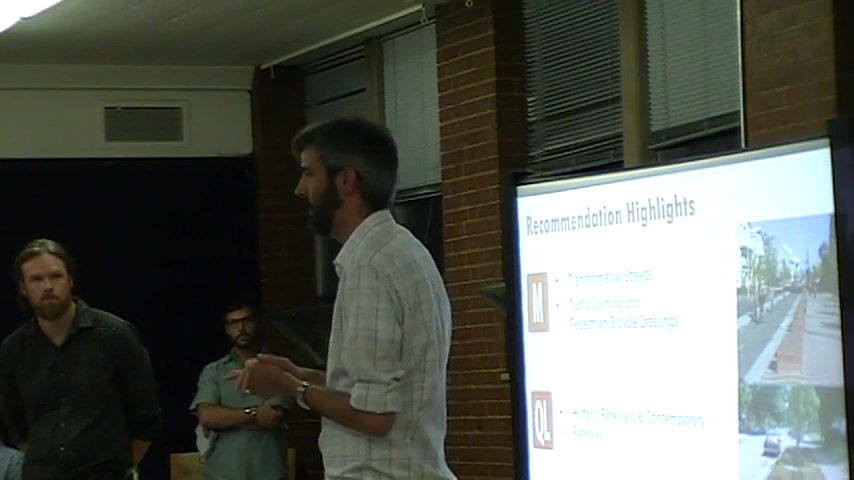 Recommendation Highlights
M
• Transformative Streets
• Traffic Calming and
Pedestrian Bicycle Crossings
QL
• Historic Parkways & Contemporary
Parkways